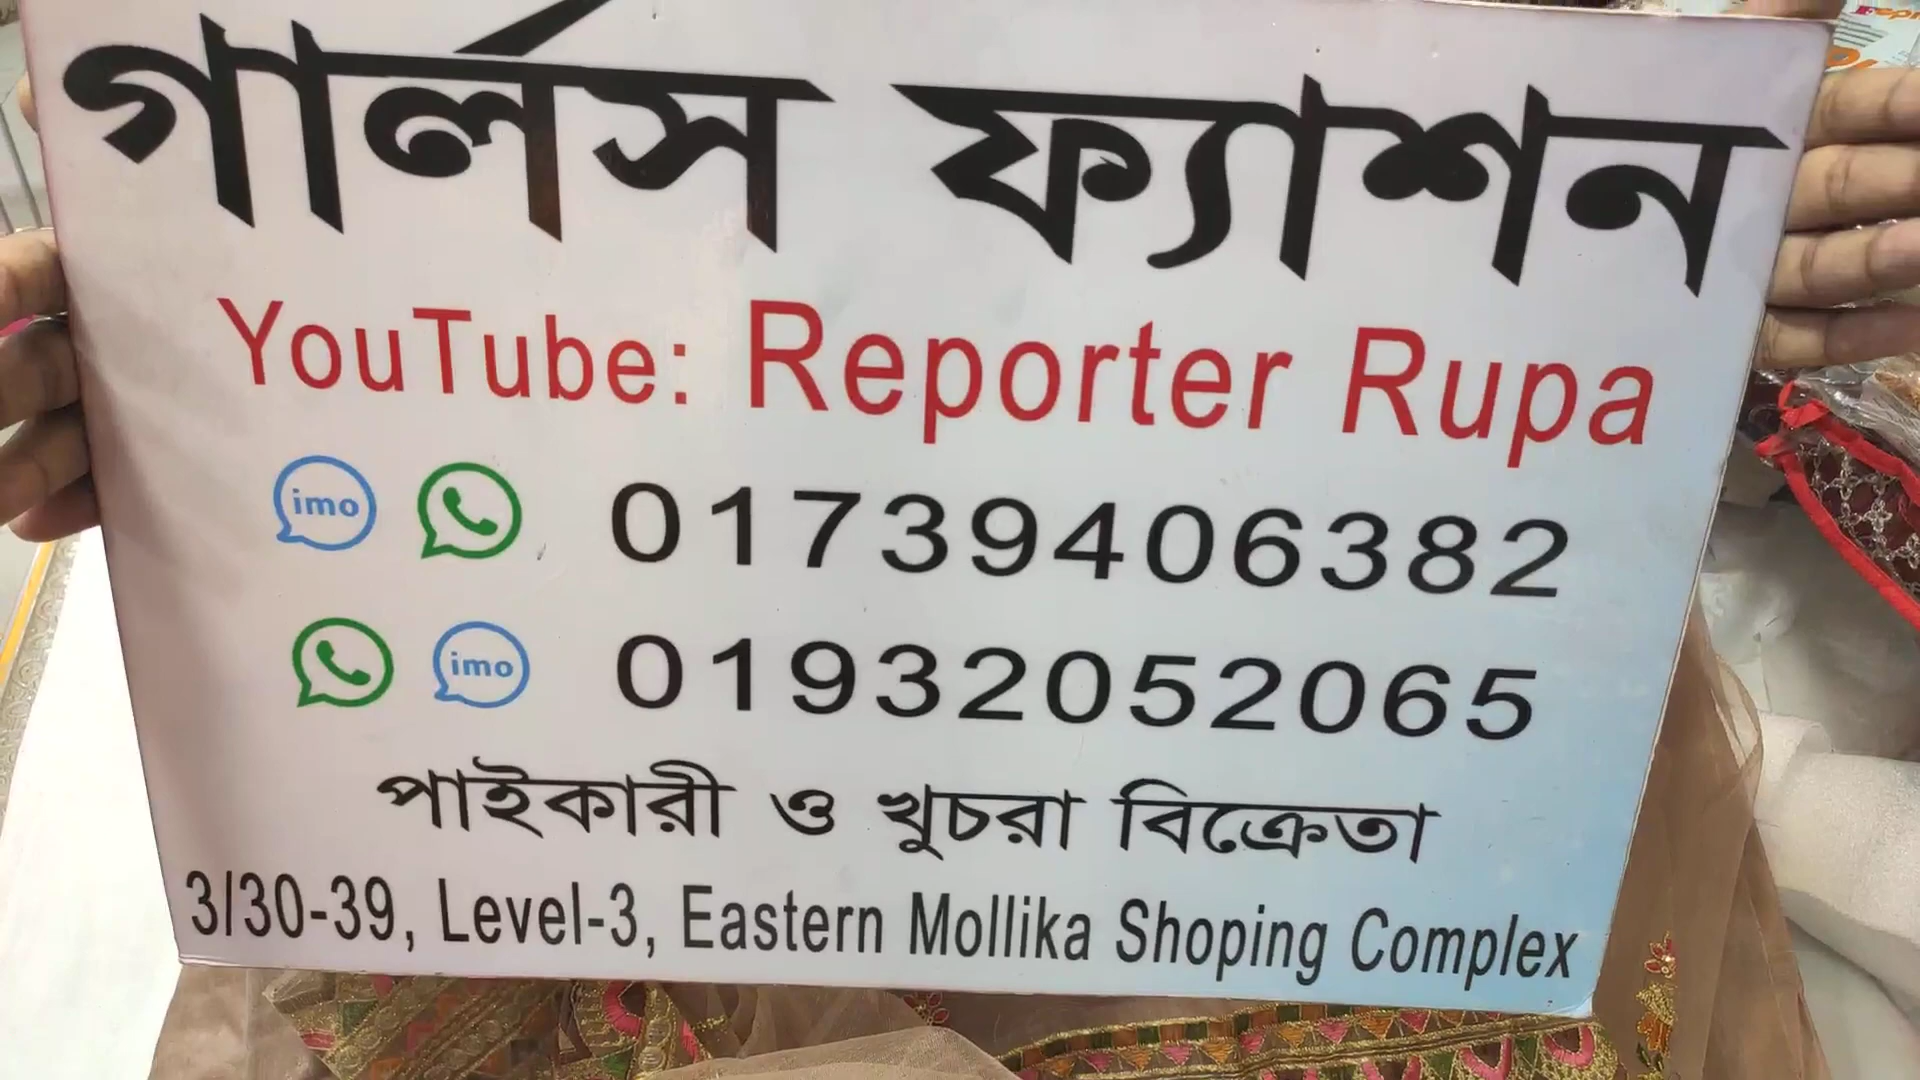 গার্লস ফ্যাশন
YouTube: Reporter Rupa
imo 01739406382
imo 01932052065
পাইকারী ও খুচরা বিক্রেতা
3/30-39, Level-3, Eastern Mollika Shoping Complex